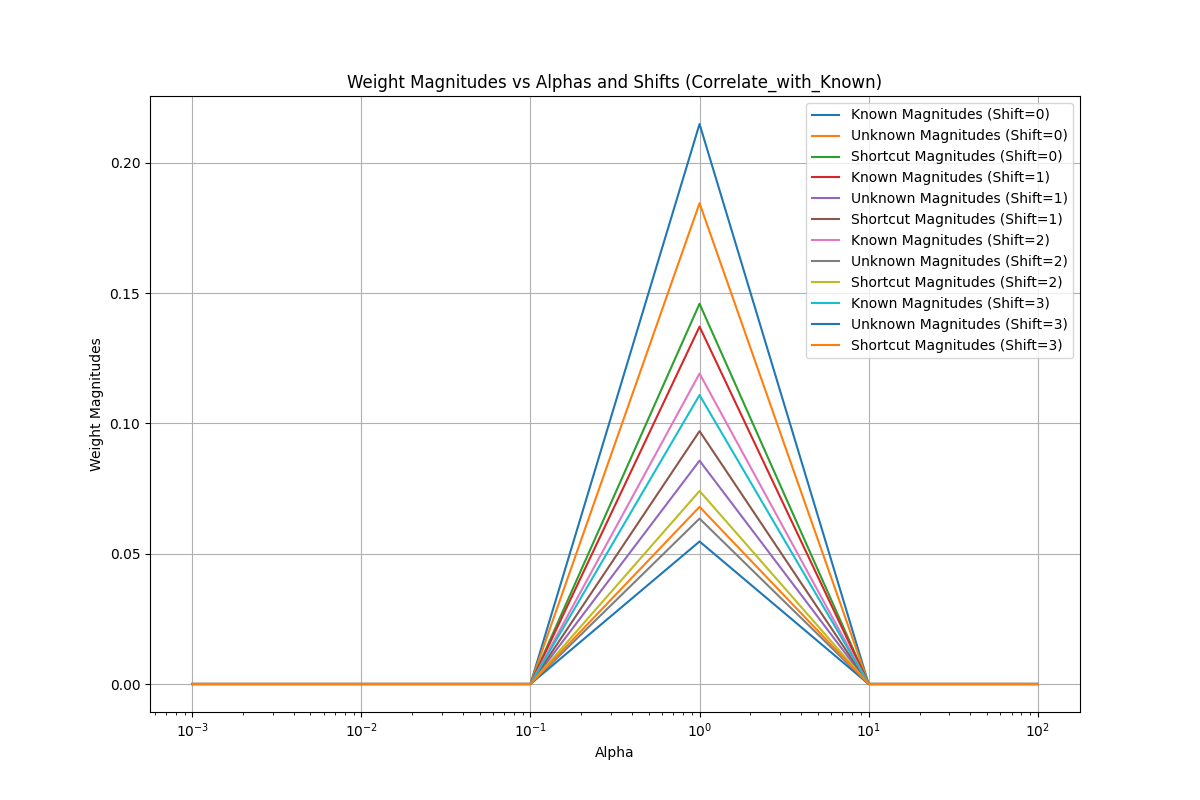 Weight Magnitudes vs Alphas and Shifts (Correlate_with_Known)
Known Magnitudes (Shift=0)
Unknown Magnitudes (Shift=0)
Shortcut Magnitudes (Shift=0)
Known Magnitudes (Shift=1)
Unknown Magnitudes (Shift=1)
Shortcut Magnitudes (Shift=1)
Known Magnitudes (Shift=2)
Unknown Magnitudes (Shift=2)
Shortcut Magnitudes (Shift=2)
Known Magnitudes (Shift=3)
Unknown Magnitudes (Shift=3)
Shortcut Magnitudes (Shift=3)
Weight Magnitudes
0.20
0.15
0.10
0.05
0.00
10⁻³ 10⁻² 10⁻¹ 10⁰ 10¹ 10²
Alpha